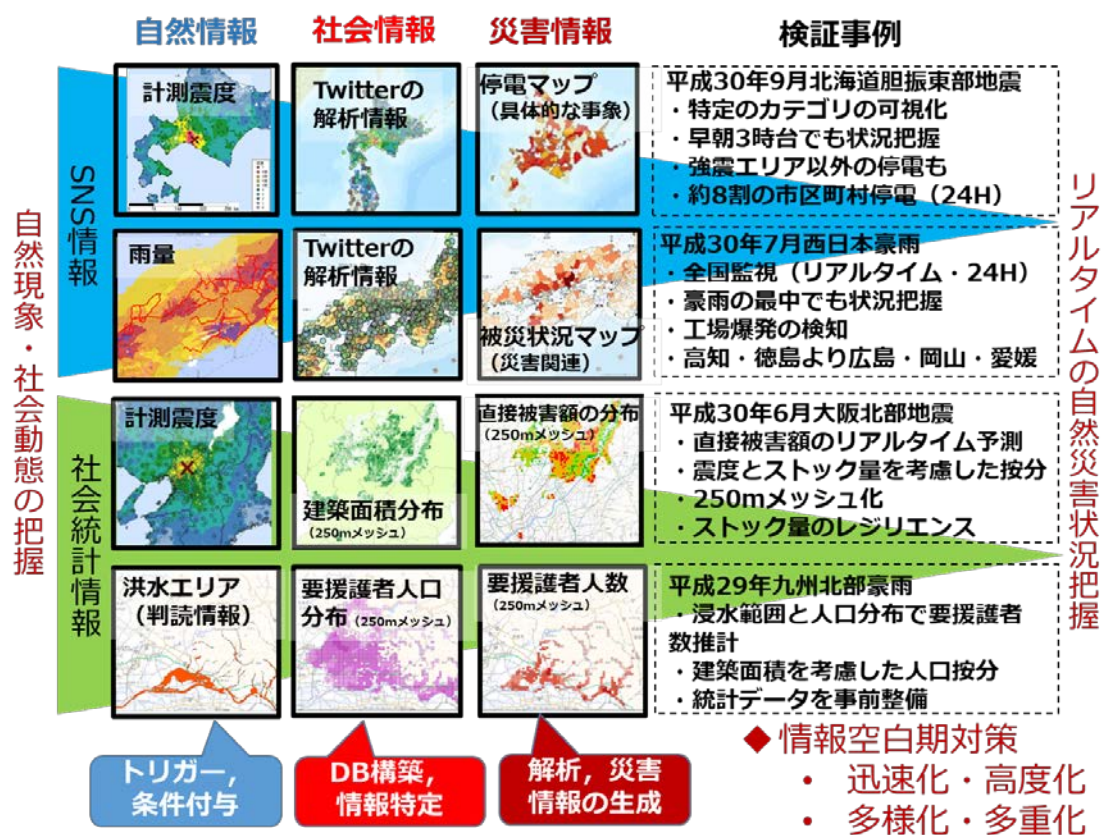 自然情報
社会情報
災害情報
検証事例
自然現象・社会動態の把握
SNS情報
計測震度
Twitterの
解析情報
停電マップ
(具体的な事象)
平成30年9月北海道胆振東部地震
・特定のカテゴリの可視化
・早朝3時台でも状況把握
・強震エリア以外の停電も
・約8割の市区町村停電(24H)
雨量
Twitterの
解析情報
被災状況マップ
(災害関連)
平成30年7月西日本豪雨
・全国監視(リアルタイム・24H)
・豪雨の最中でも状況把握
・工場爆発の検知
・高知・徳島より広島・岡山・愛媛
社会統計情報
計測震度
建築面積分布
(250mメッシュ)
直接被害額の分布
(250mメッシュ)
平成30年6月大阪北部地震
・直接被害額のリアルタイム予測
・震度とストック量を考慮した按分
・250mメッシュ化
・ストック量のレジリエンス
洪水エリア
(判読情報)
要援護者人口
分布(250mメッシュ)
要援護者人数
(250mメッシュ)
平成29年九州北部豪雨
・浸水範囲と人口分布で要援護者
数推計
・建築面積を考慮した人口按分
・統計データを事前整備
リアルタイムの自然災害状況把握
トリガー,
条件付与
DB構築,
情報特定
解析,災害
情報の生成
◆ 情報空白期対策
• 迅速化・高度化
• 多様化・多重化